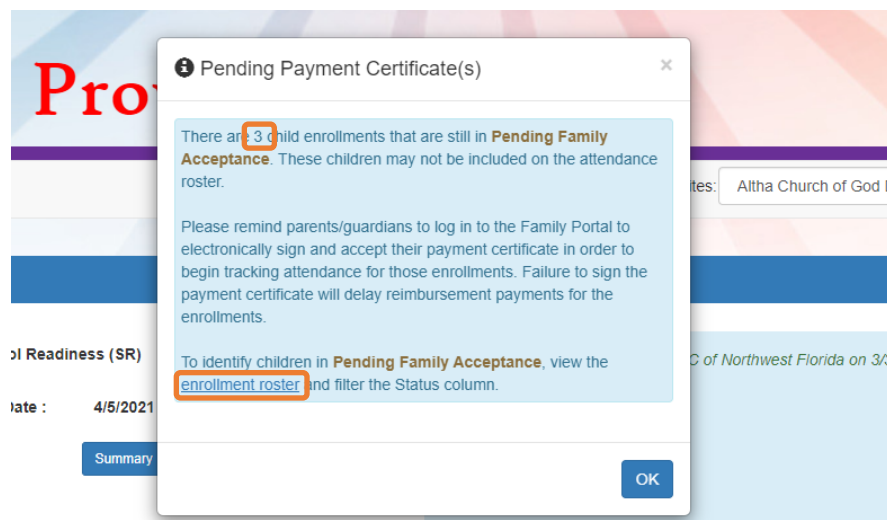 Pro
Pending Payment Certificate(s)
×
There are 3 child enrollments that are still in Pending Family
Acceptance. These children may not be included on the attendance
roster.
Please remind parents/guardians to log in to the Family Portal to
electronically sign and accept their payment certificate in order to
begin tracking attendance for those enrollments. Failure to sign the
payment certificate will delay reimbursement payments for the
enrollments.
To identify children in Pending Family Acceptance, view the
enrollment roster and filter the Status column.
OK
ites: Altha Church of God
ol Readiness (SR)
C of Northwest Florida on 3/
ate : 4/5/2021
Summary